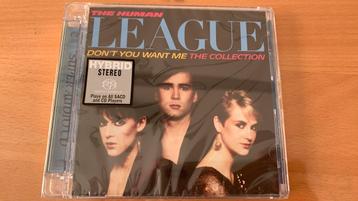 THE HUMAN
LEAGUE
DON'T YOU WANT ME THE COLLECTION
HYBRID
STEREO
Plays on all SACD
and CD Players